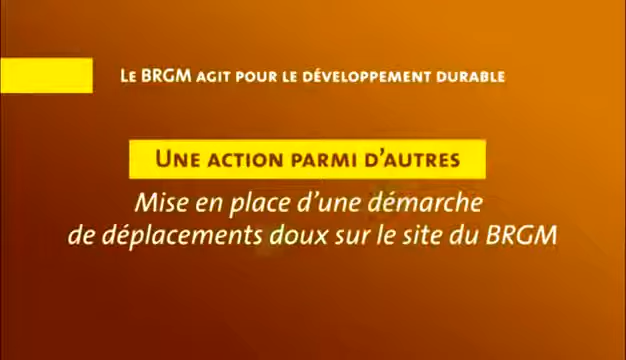 Le BRGM agit pour le développement durable
Une action parmi d'autres
Mise en place d'une démarche
de déplacements doux sur le site du BRGM